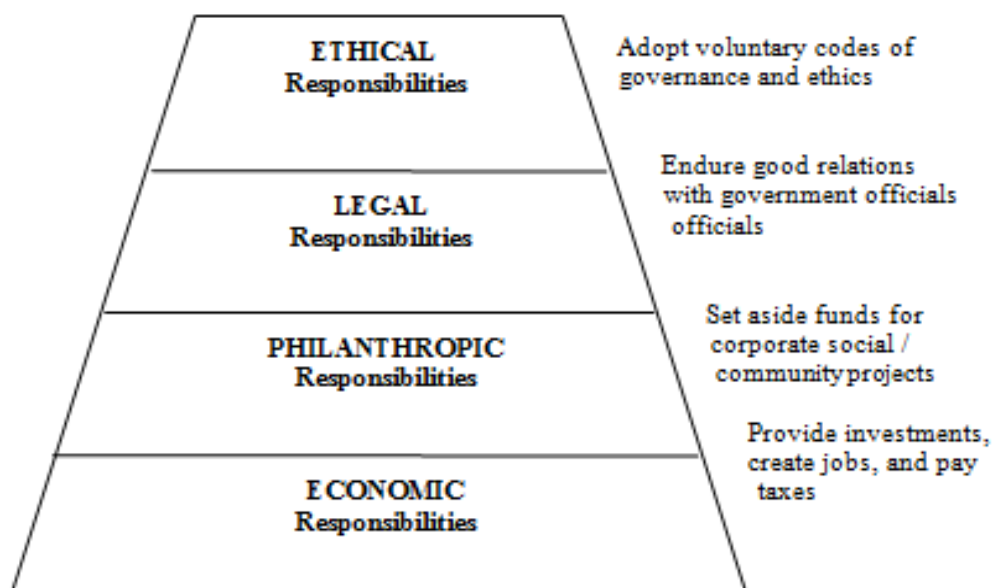 ETHICAL
Responsibilities
Adopt voluntary codes of
governance and ethics
LEGAL
Responsibilities
Endure good relations
with government officials
officials
PHILANTHROPIC
Responsibilities
Set aside funds for
corporate social /
community projects
ECONOMIC
Responsibilities
Provide investments,
create jobs, and pay
taxes